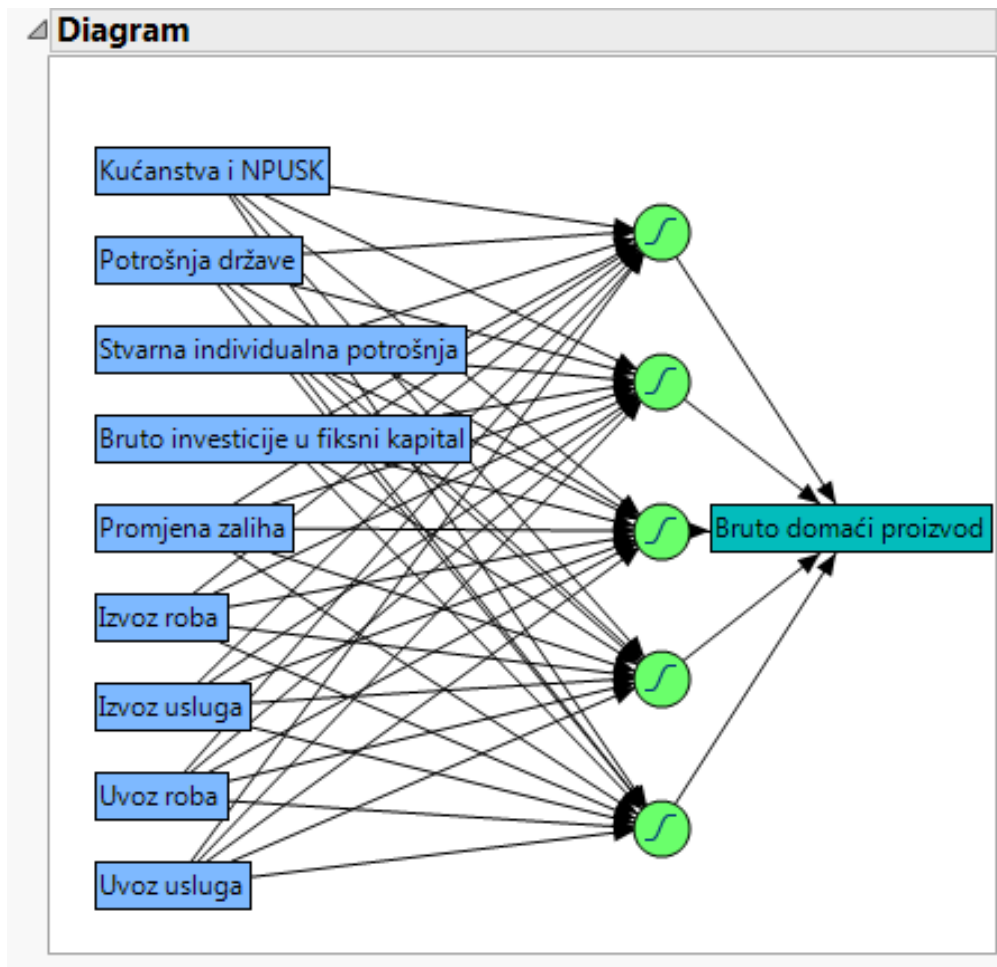 Diagram
Kućanstva i NPUSK
Potrošnja države
Stvarna individualna potrošnja
Bruto investicije u fiksni kapital
Promjena zaliha
Izvoz roba
Izvoz usluga
Uvoz roba
Uvoz usluga
Bruto domaći proizvod